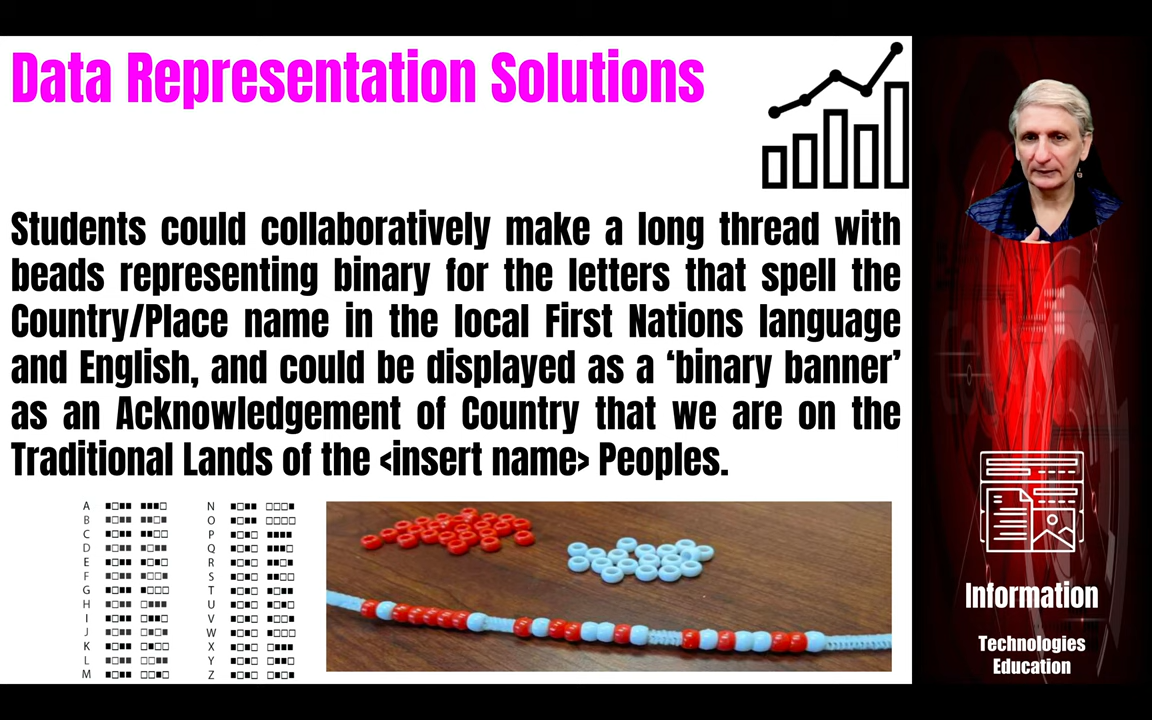 Data Representation Solutions
Students could collaboratively make a long thread with
beads representing binary for the letters that spell the
Country/Place name in the local First Nations language
and English, and could be displayed as a ‘binary banner’
as an Acknowledgement of Country that we are on the
Traditional Lands of the <insert name> Peoples.
A N
B O
C P
D Q
E R
F S
G T
H U
I V
J W
K X
L Y
M Z
Information
Technologies
Education